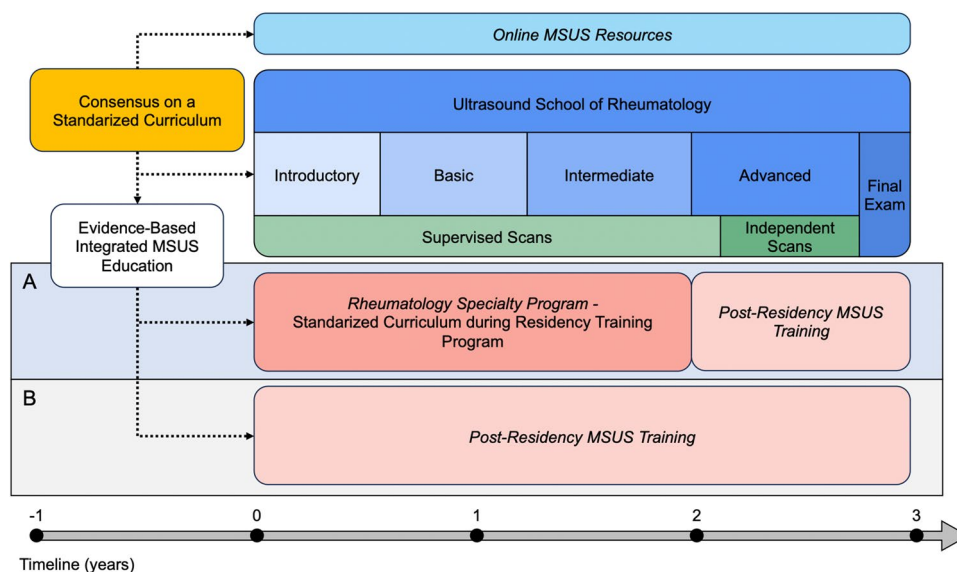 Online MSUS Resources
Consensus on a
Standarized Curriculum
Ultrasound School of Rheumatology
Introductory
Basic
Intermediate
Advanced
Final
Exam
Supervised Scans
Independent
Scans
Evidence-Based
Integrated MSUS
Education
A
Rheumatology Specialty Program -
Standarized Curriculum during Residency Training
Program
Post-Residency MSUS
Training
B
Post-Residency MSUS Training
-1
0
1
2
3
Timeline (years)